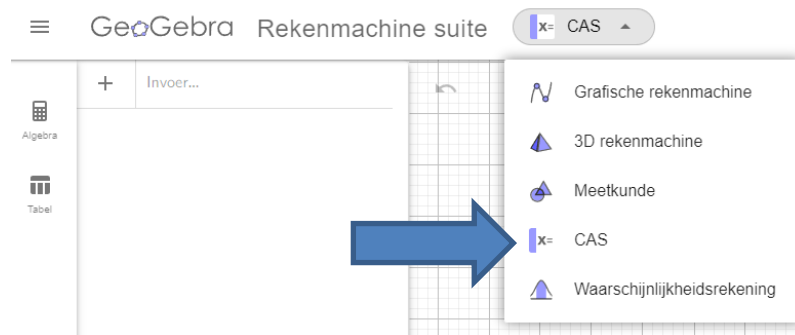 GeoGebra Rekenmachine suite x= CAS
+ Invoer...
Algebra
Tabel
Grafische rekenmachine
3D rekenmachine
Meetkunde
x= CAS
Waarschijnlijkheidsrekening